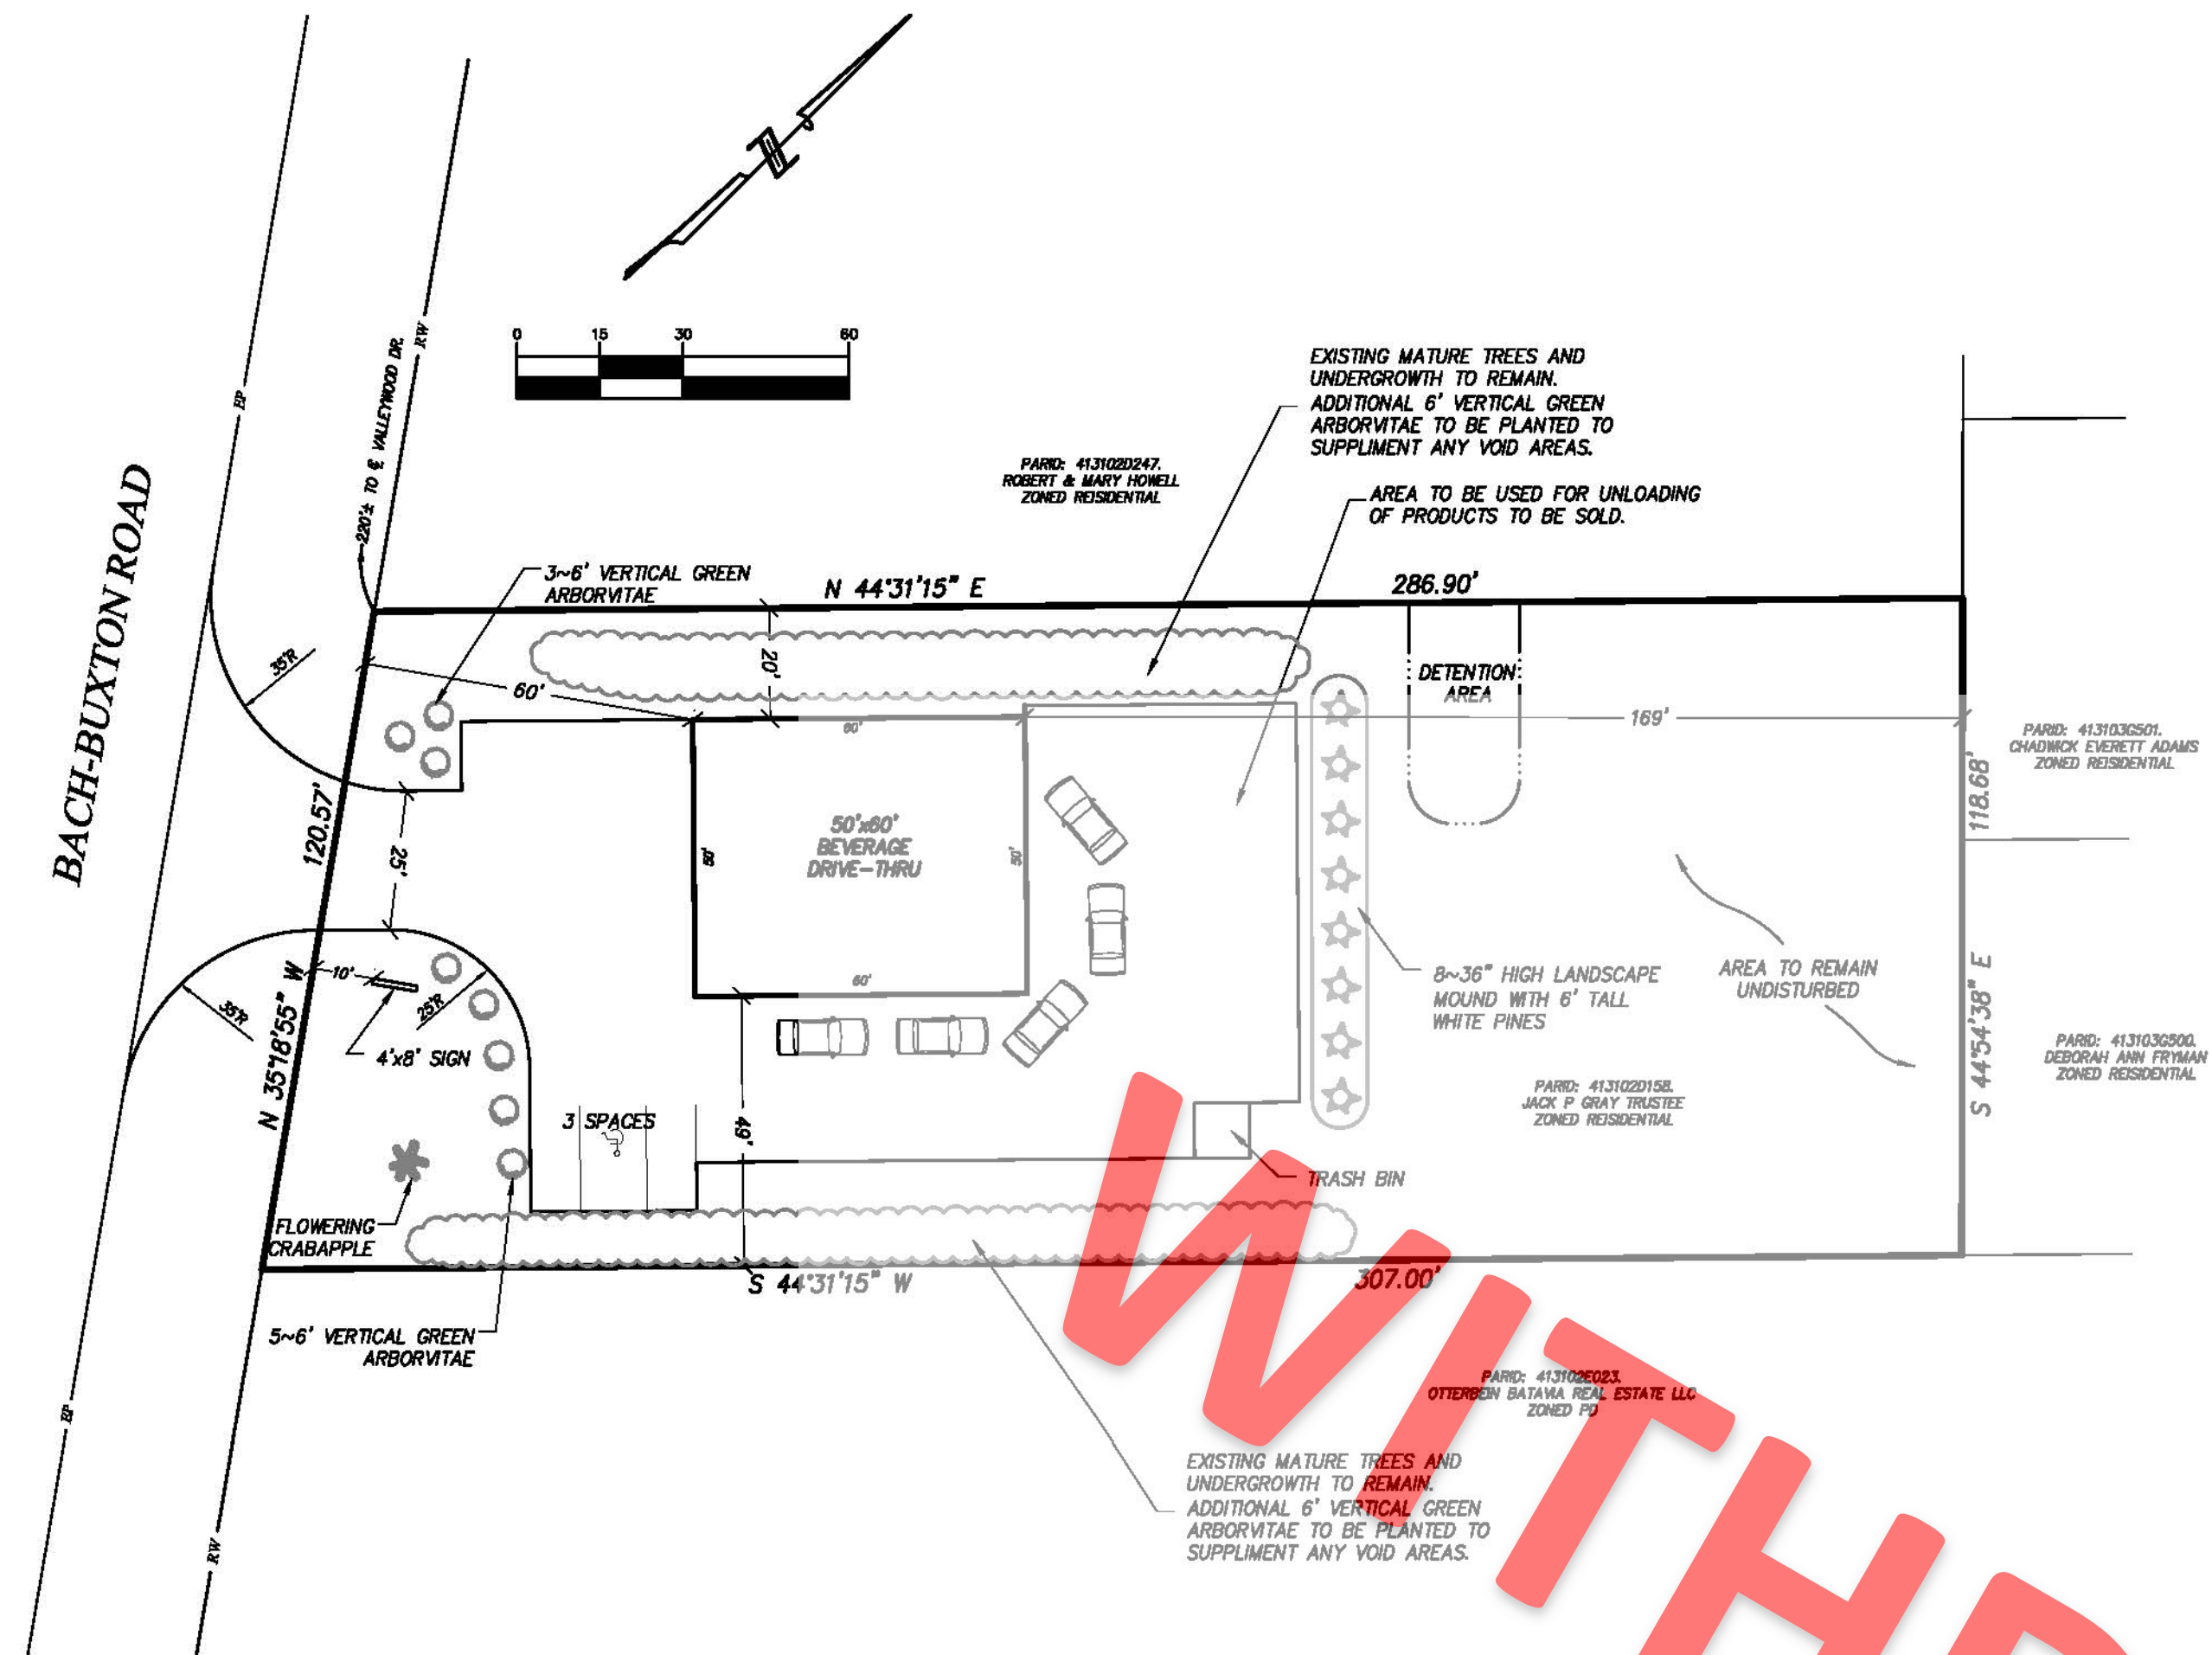 BACH-BUXTON ROAD
EP
RW
220'± TO ℄ VALLEYWOOD DR.
N
0 15 30 60
EXISTING MATURE TREES AND
UNDERGROWTH TO REMAIN.
ADDITIONAL 6' VERTICAL GREEN
ARBORVITAE TO BE PLANTED TO
SUPPLIMENT ANY VOID AREAS.
PARID: 413102D247.
ROBERT & MARY HOWELL
ZONED REISIDENTIAL
AREA TO BE USED FOR UNLOADING
OF PRODUCTS TO BE SOLD.
3~6' VERTICAL GREEN
ARBORVITAE
N 44°31'15" E
286.90'
35'R
60'
20'
DETENTION
AREA
169'
60'
PARID: 413103G501.
CHADWICK EVERETT ADAMS
ZONED REISIDENTIAL
118.68'
120.57'
25'
50'
50'x60'
BEVERAGE
DRIVE-THRU
50'
60'
10'
25'R
35'R
4'x8' SIGN
N 35°18'55" W
8~36" HIGH LANDSCAPE
MOUND WITH 6' TALL
WHITE PINES
AREA TO REMAIN
UNDISTURBED
S 44°54'38" E
PARID: 413103G500.
DEBORAH ANN FRYMAN
ZONED REISIDENTIAL
PARID: 413102D158.
JACK P GRAY TRUSTEE
ZONED REISIDENTIAL
3 SPACES
49'
TRASH BIN
FLOWERING
CRABAPPLE
S 44°31'15" W
307.00'
5~6' VERTICAL GREEN
ARBORVITAE
PARID: 413102E023.
OTTERBEIN BATAVIA REAL ESTATE LLC
ZONED PD
EXISTING MATURE TREES AND
UNDERGROWTH TO REMAIN.
ADDITIONAL 6' VERTICAL GREEN
ARBORVITAE TO BE PLANTED TO
SUPPLIMENT ANY VOID AREAS.
EP
RW
WITH